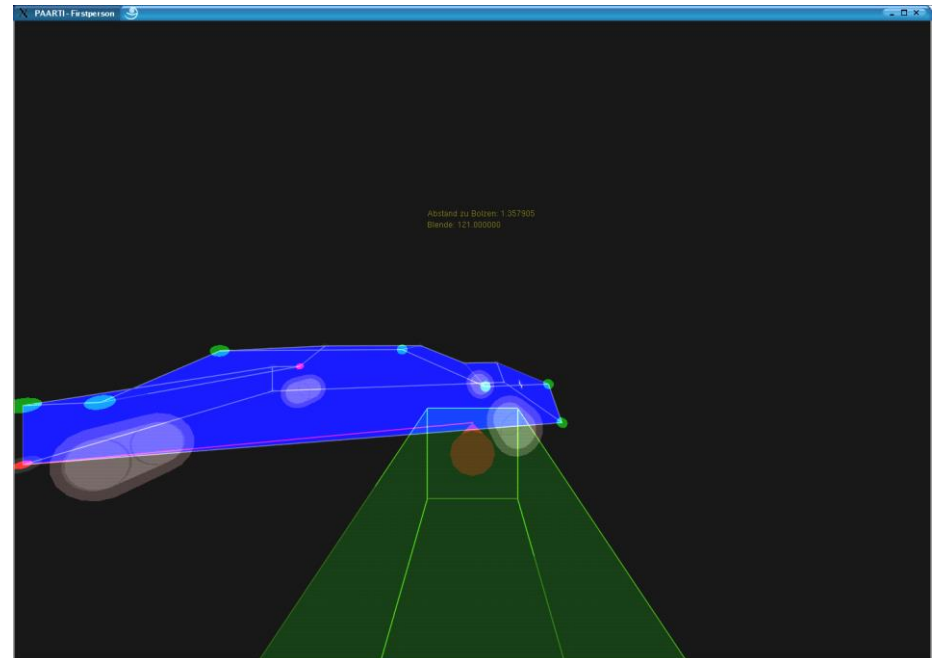 PAARTI - Firstperson
Abstand zu Bolzen: 1.357905
Blende: 121.000000